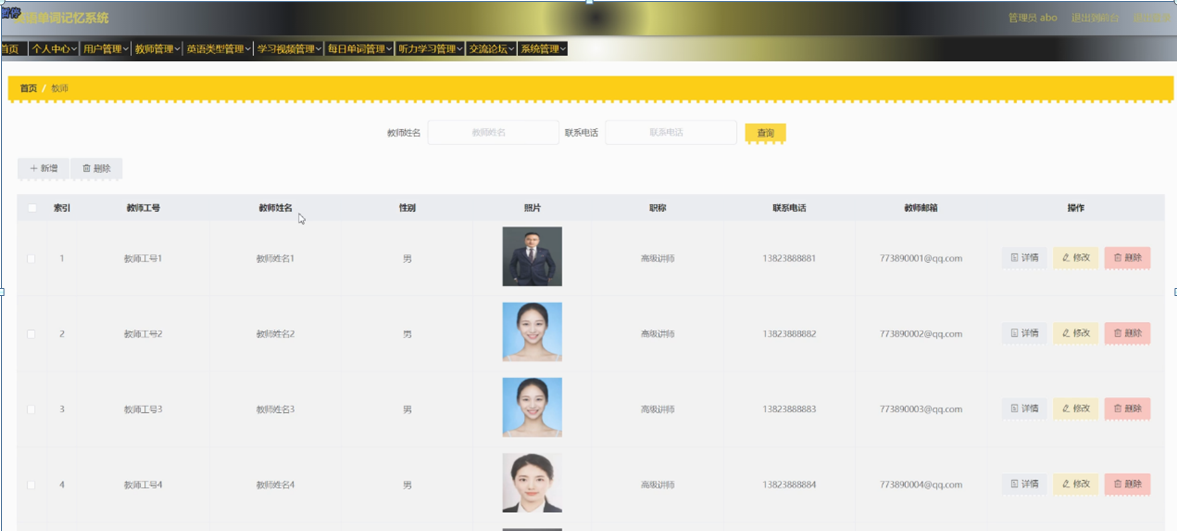 暂停
语单词记忆系统
管理员 abo 退出到前台
首页 个人中心 用户管理 教师管理 英语类型管理 学习视频管理 每日单词管理 听力学习管理 交流论坛 系统管理
首页 / 教师
教师姓名 教师姓名 联系电话 联系电话 查询
新增 删除
索引 教师工号 教师姓名 性别 照片 职称 联系电话 教师邮箱 操作
1 教师工号1 教师姓名1 男 高级讲师 13823888881 773890001@qq.com 详情 修改 删除
2 教师工号2 教师姓名2 男 高级讲师 13823888882 773890002@qq.com 详情 修改 删除
3 教师工号3 教师姓名3 男 高级讲师 13823888883 773890003@qq.com 详情 修改 删除
4 教师工号4 教师姓名4 男 高级讲师 13823888884 773890004@qq.com 详情 修改 删除